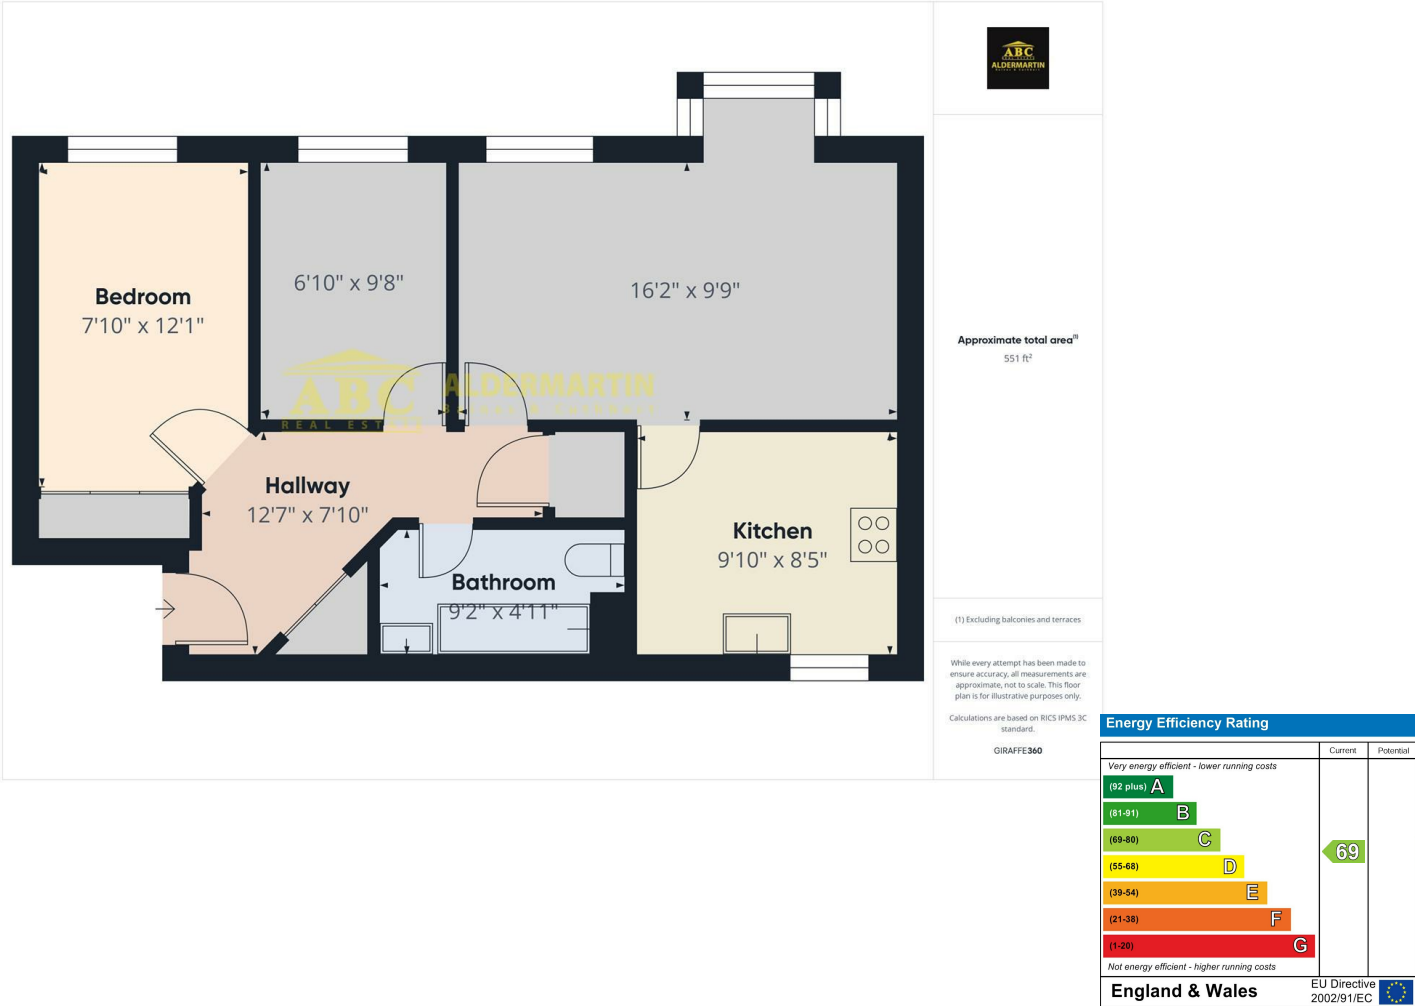 ABC
REAL ESTATE
ALDERMARTIN
Baines & Cuthbert
Bedroom
7'10" x 12'1"
6'10" x 9'8"
16'2" x 9'9"
ABC
REAL EST
ALDERMARTIN
Baines & Cuthbert
Hallway
12'7" x 7'10"
Kitchen
9'10" x 8'5"
Bathroom
9'2" x 4'11"
Approximate total area(1)
551 ft²
(1) Excluding balconies and terraces
While every attempt has been made to
ensure accuracy, all measurements are
approximate, not to scale. This floor
plan is for illustrative purposes only.
Calculations are based on RICS IPMS 3C
standard.
GIRAFFE360
Energy Efficiency Rating
Current Potential
Very energy efficient - lower running costs
(92 plus) A
(81-91) B
(69-80) C
69
(55-68) D
(39-54) E
(21-38) F
(1-20) G
Not energy efficient - higher running costs
England & Wales
EU Directive
2002/91/EC